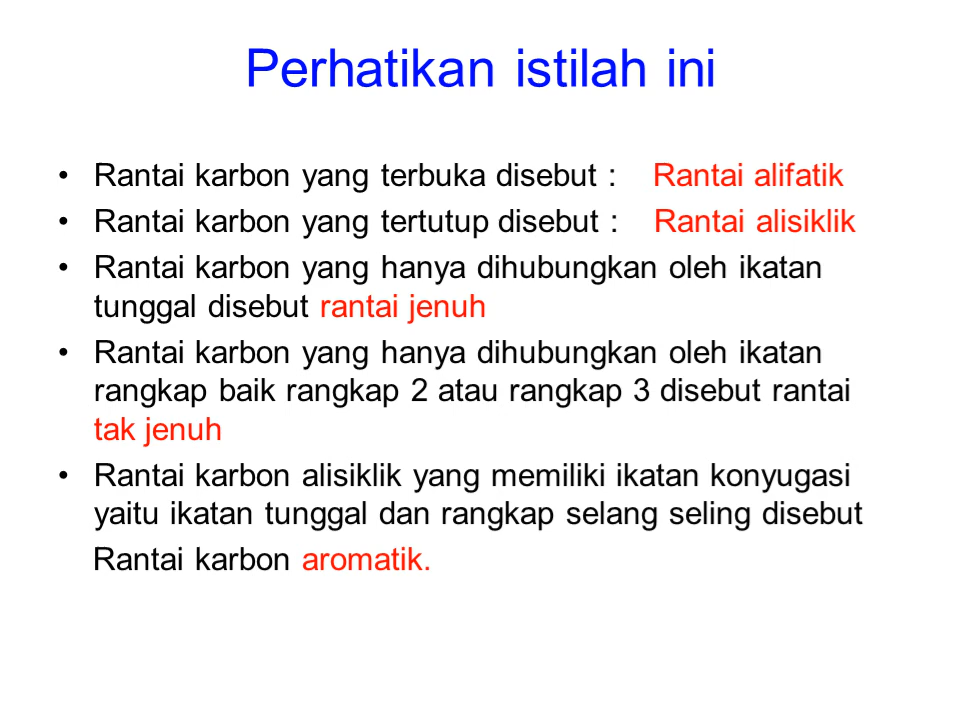 Perhatikan istilah ini
• Rantai karbon yang terbuka disebut : Rantai alifatik
• Rantai karbon yang tertutup disebut : Rantai alisiklik
• Rantai karbon yang hanya dihubungkan oleh ikatan
tunggal disebut rantai jenuh
• Rantai karbon yang hanya dihubungkan oleh ikatan
rangkap baik rangkap 2 atau rangkap 3 disebut rantai
tak jenuh
• Rantai karbon alisiklik yang memiliki ikatan konyugasi
yaitu ikatan tunggal dan rangkap selang seling disebut
Rantai karbon aromatik.